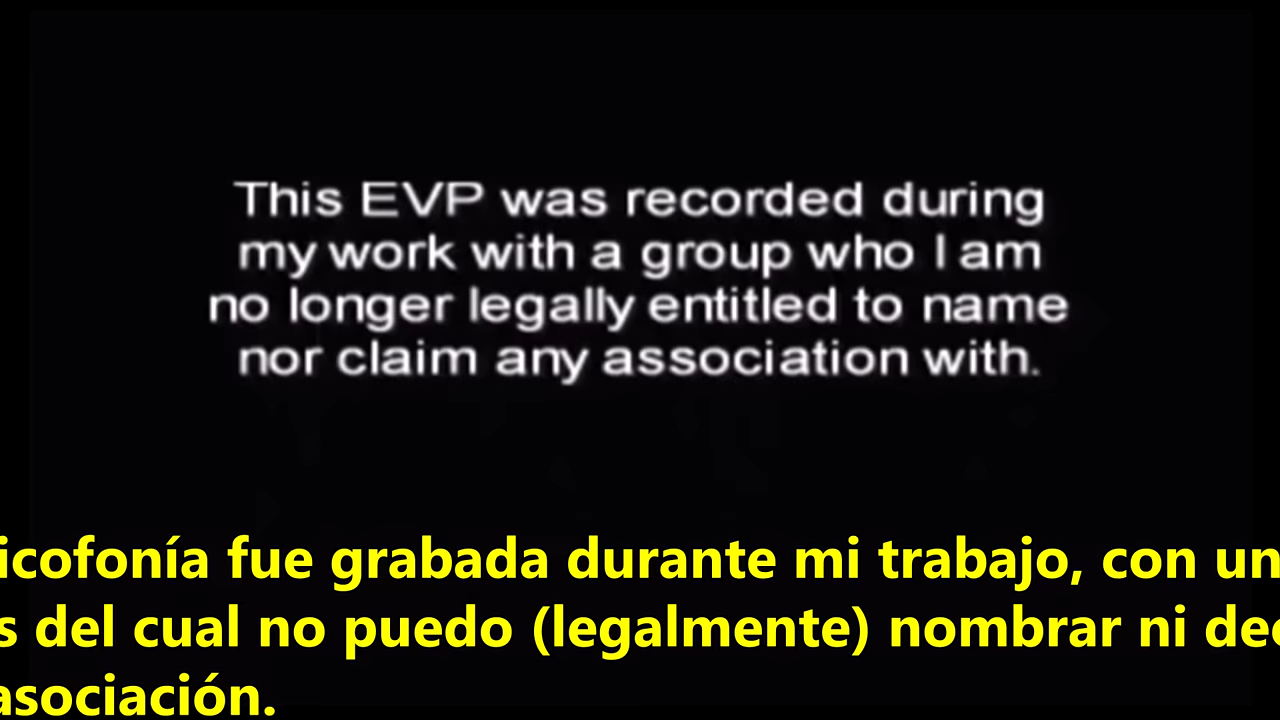 This EVP was recorded during
my work with a group who I am
no longer legally entitled to name
nor claim any association with.
icofonía fue grabada durante mi trabajo, con un
s del cual no puedo (legalmente) nombrar ni dec
asociación.